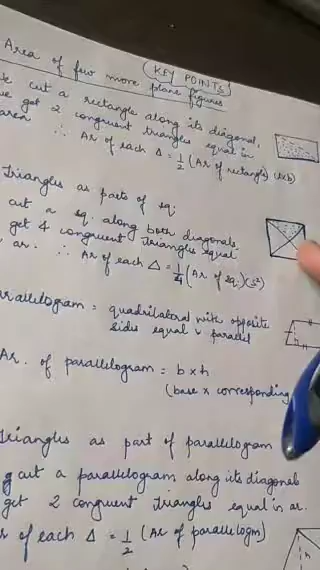 KEY POINTS
Area of few more plane figures
cut a rectangle along its diagonal,
we get 2 congruent triangles equal in
area ∴ Ar of each Δ = 1/2 (Ar of rectangle) (l×b)
Triangles as parts of sq.
cut a sq. along both diagonals,
get 4 congruent triangles equal
ar. ∴ Ar of each Δ = 1/4 (Ar of sq.) (s²)
Parallelogram = quadrilateral with opposite
sides equal & parallel
Ar. of parallelogram = b × h
(base × corresponding
h
Triangles as part of parallelogram
cut a parallelogram along its diagonals
get 2 congruent triangles equal in ar.
of each Δ = 1/2 (Ar of parallelogm)
h